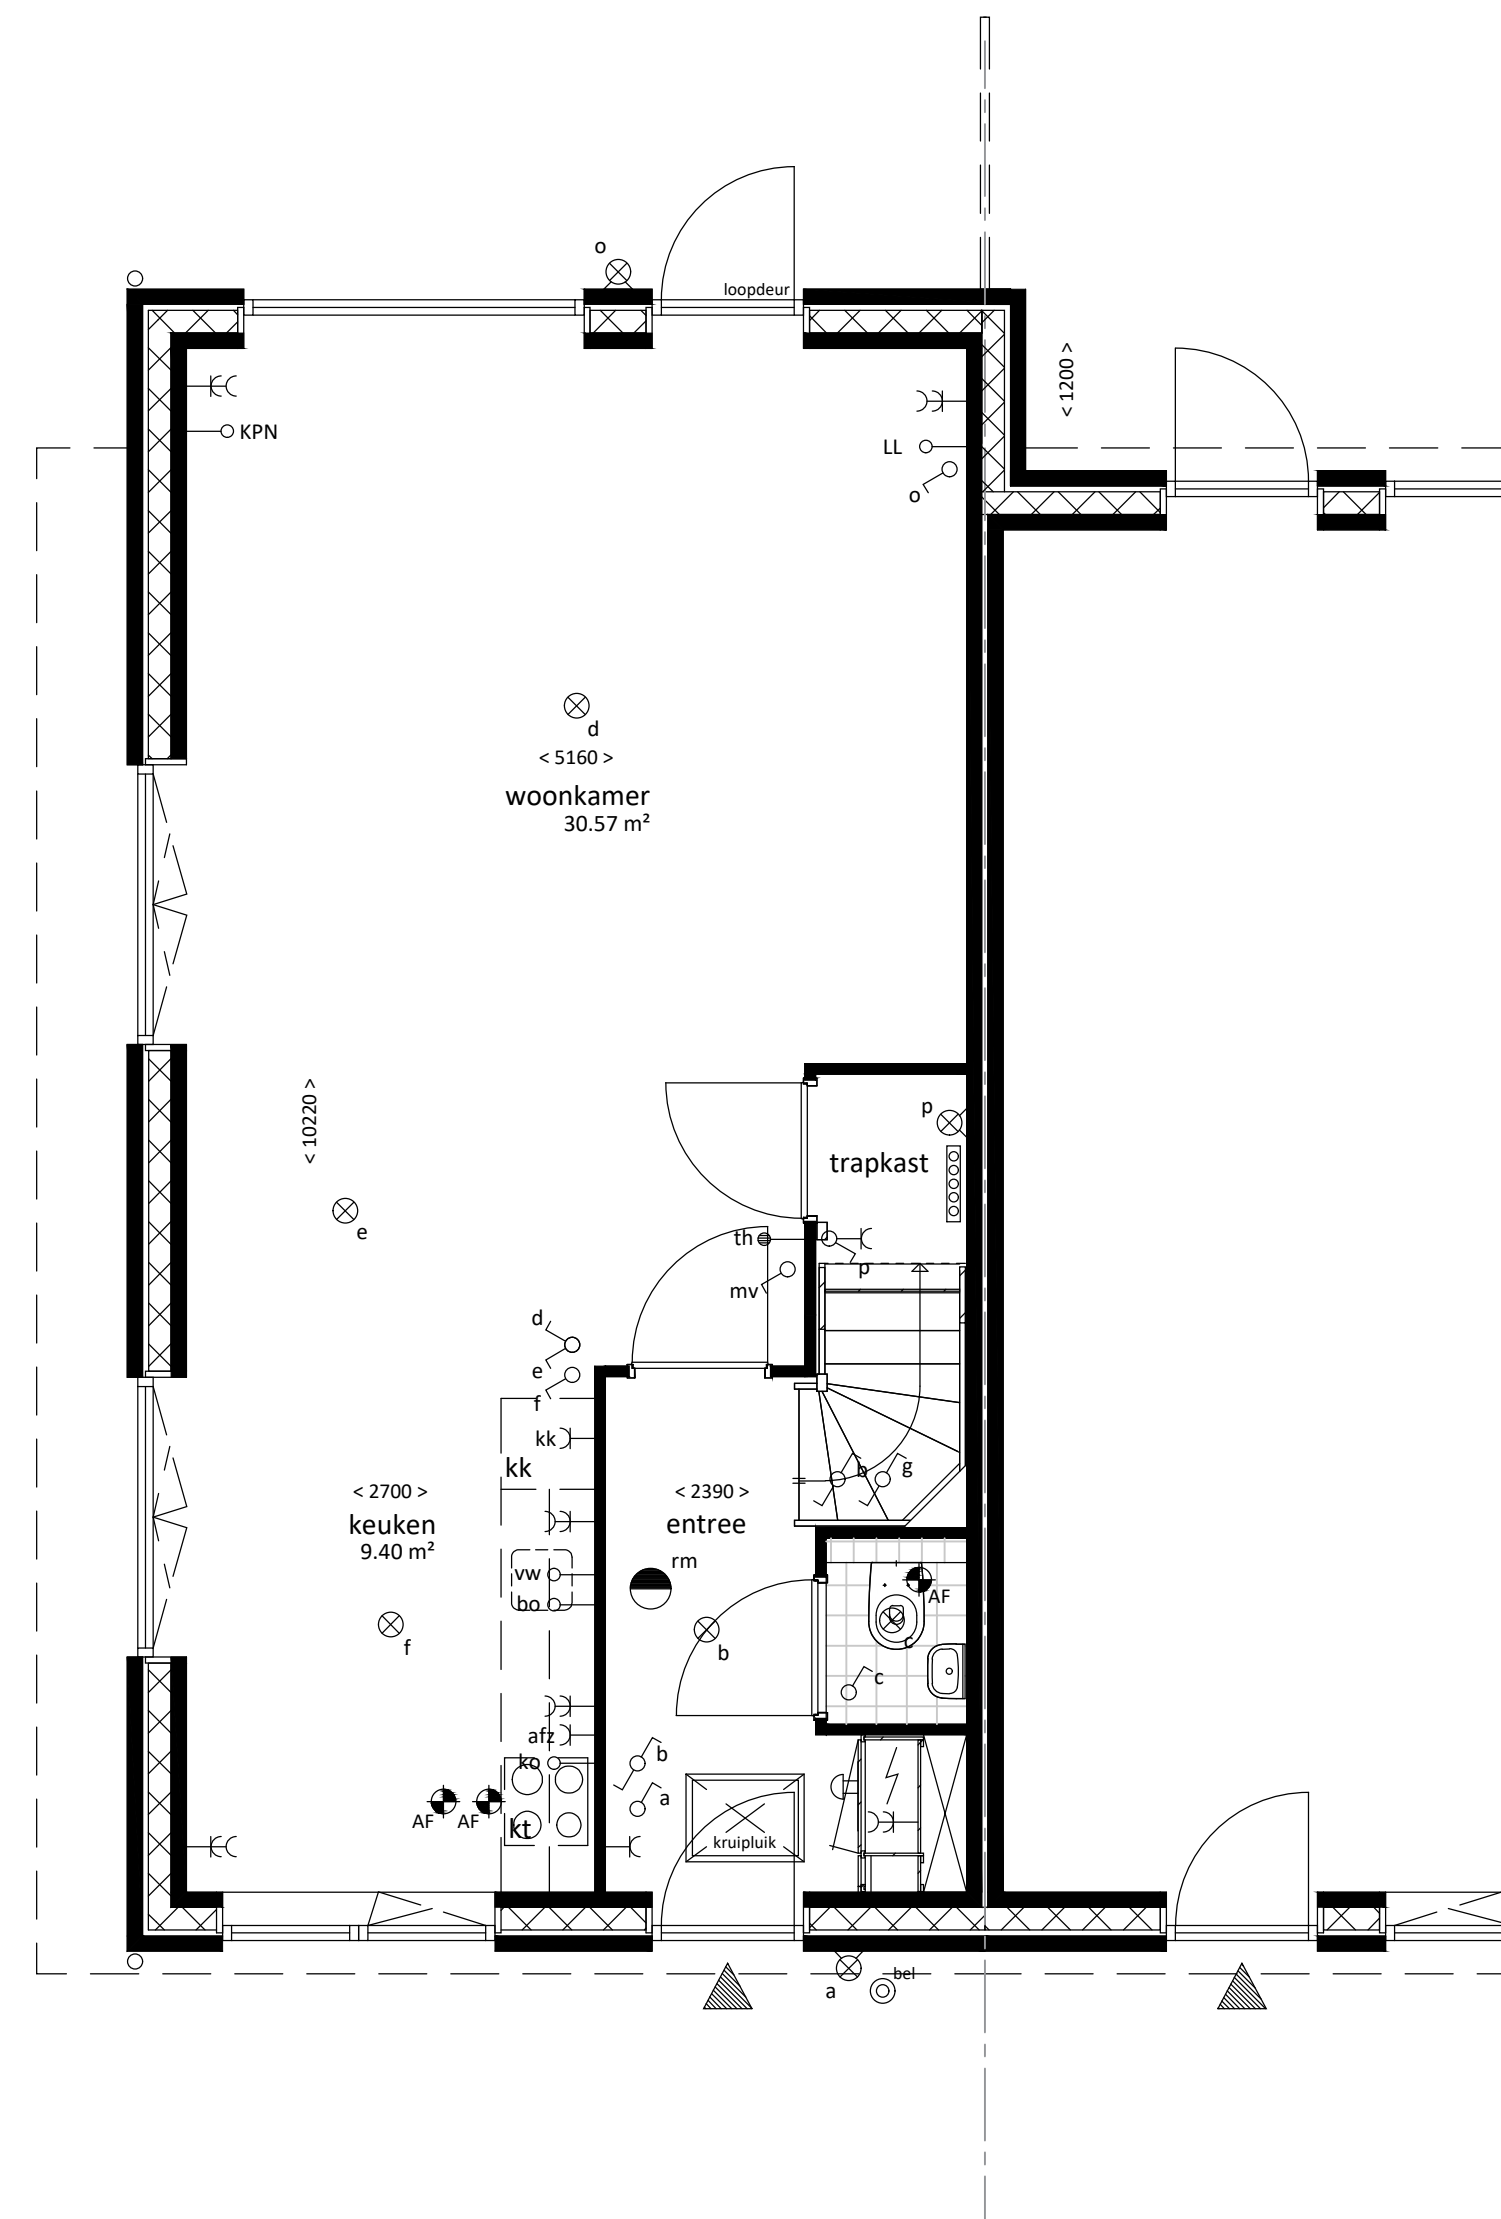 o
loopdeur
< 1200 >
KPN
LL
o
d
< 5160 >
woonkamer
30.57 m²
< 10220 >
p
trapkast
e
th
p
mv
d
e
f
kk
kk
b
g
< 2700 >
keuken
9.40 m²
< 2390 >
entree
rm
vw
bo
AF
f
b
c
c
afz
ko
b
a
AF
AF
kt
kruipluik
bel
a